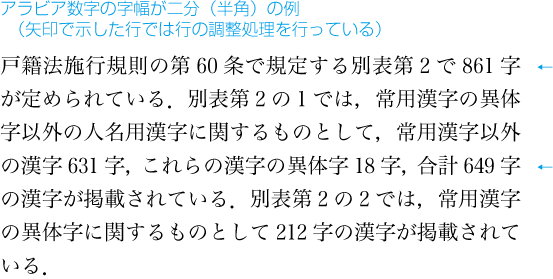 アラビア数字の字幅が二分（半角）の例
（矢印で示した行では行の調整処理を行っている）
戸籍法施行規則の第 60 条で規定する別表第 2 で 861 字 ←
が定められている．別表第 2 の 1 では，常用漢字の異体
字以外の人名用漢字に関するものとして，常用漢字以外
の漢字 631 字，これらの漢字の異体字 18 字，合計 649 字 ←
の漢字が掲載されている．別表第 2 の 2 では，常用漢字
の異体字に関するものとして 212 字の漢字が掲載されて
いる．